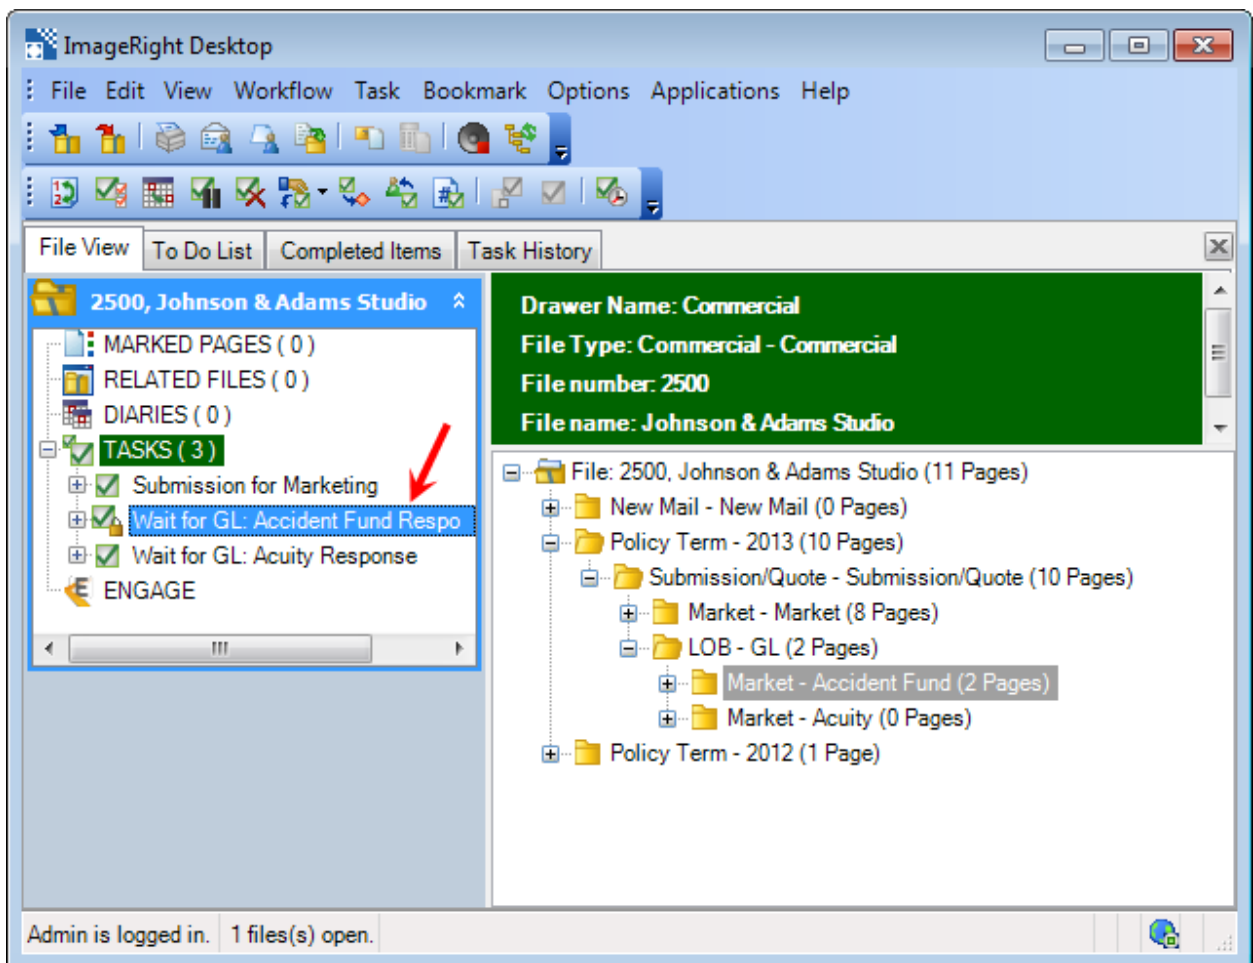 ImageRight Desktop
File Edit View Workflow Task Bookmark Options Applications Help
File View To Do List Completed Items Task History
2500, Johnson & Adams Studio
MARKED PAGES ( 0 )
RELATED FILES ( 0 )
DIARIES ( 0 )
TASKS ( 3 )
Submission for Marketing
Wait for GL: Accident Fund Respo
Wait for GL: Acuity Response
ENGAGE
Drawer Name: Commercial
File Type: Commercial - Commercial
File number: 2500
File name: Johnson & Adams Studio
File: 2500, Johnson & Adams Studio (11 Pages)
New Mail - New Mail (0 Pages)
Policy Term - 2013 (10 Pages)
Submission/Quote - Submission/Quote (10 Pages)
Market - Market (8 Pages)
LOB - GL (2 Pages)
Market - Accident Fund (2 Pages)
Market - Acuity (0 Pages)
Policy Term - 2012 (1 Page)
Admin is logged in. 1 files(s) open.